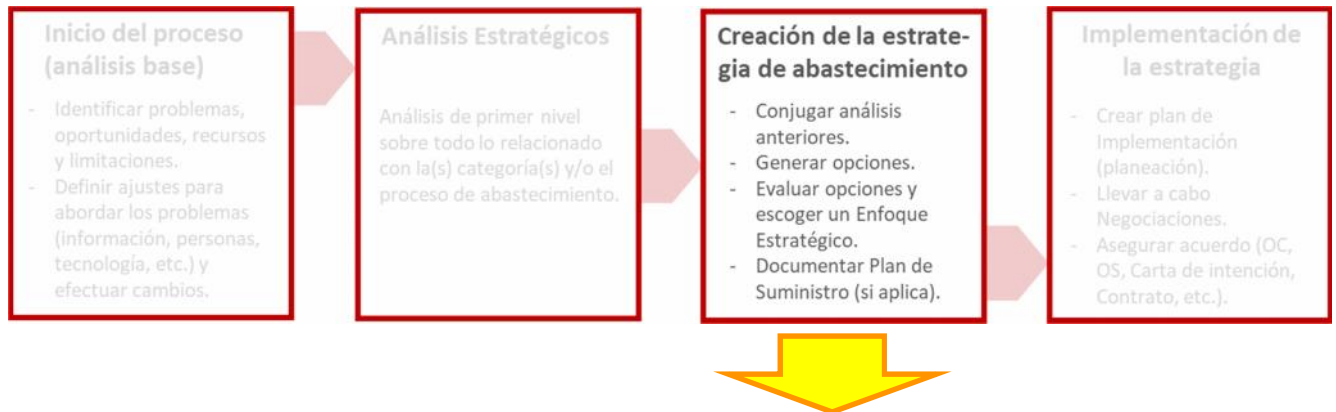 Inicio del proceso
(análisis base)
- Identificar problemas,
oportunidades, recursos
y limitaciones.
- Definir ajustes para
abordar los problemas
(información, personas,
tecnología, etc.) y
efectuar cambios.
Análisis Estratégicos
Análisis de primer nivel
sobre todo lo relacionado
con la(s) categoría(s) y/o el
proceso de abastecimiento.
Creación de la estrate-
gia de abastecimiento
- Conjugar análisis
anteriores.
- Generar opciones.
- Evaluar opciones y
escoger un Enfoque
Estratégico.
- Documentar Plan de
Suministro (si aplica).
Implementación de
la estrategia
- Crear plan de
Implementación
(planeación).
- Llevar a cabo
Negociaciones.
- Asegurar acuerdo (OC,
OS, Carta de intención,
Contrato, etc.).